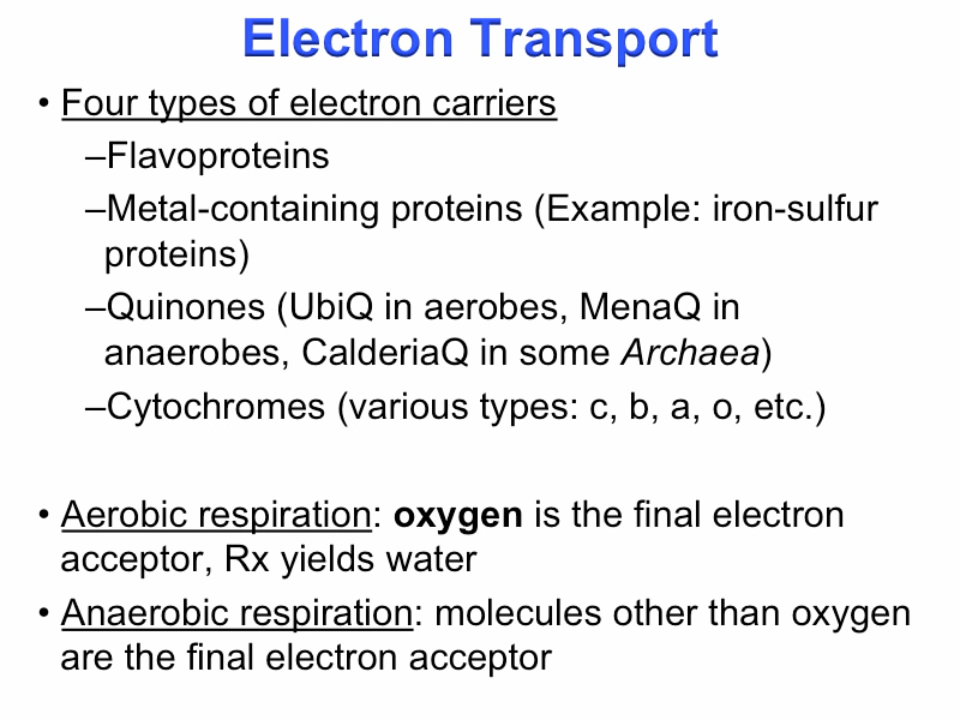 Electron Transport
• Four types of electron carriers
–Flavoproteins
–Metal-containing proteins (Example: iron-sulfur
proteins)
–Quinones (UbiQ in aerobes, MenaQ in
anaerobes, CalderiaQ in some Archaea)
–Cytochromes (various types: c, b, a, o, etc.)
• Aerobic respiration: oxygen is the final electron
acceptor, Rx yields water
• Anaerobic respiration: molecules other than oxygen
are the final electron acceptor